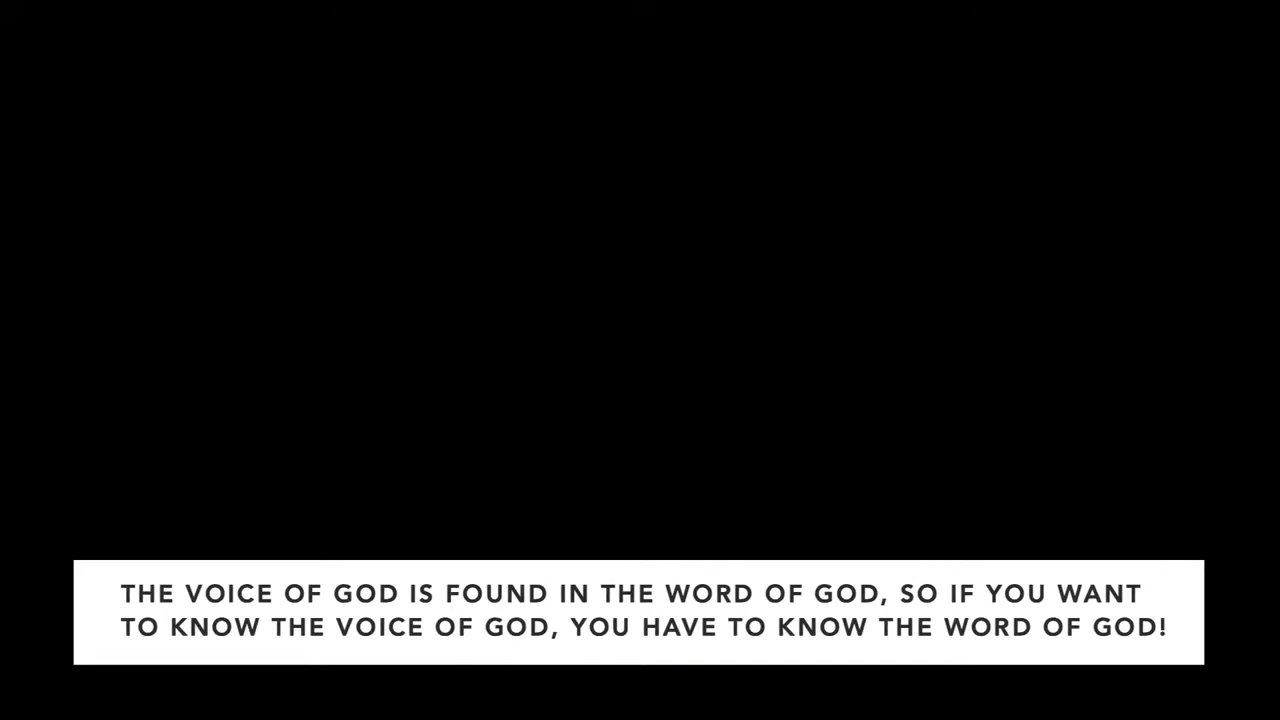 THE VOICE OF GOD IS FOUND IN THE WORD OF GOD, SO IF YOU WANT
TO KNOW THE VOICE OF GOD, YOU HAVE TO KNOW THE WORD OF GOD!